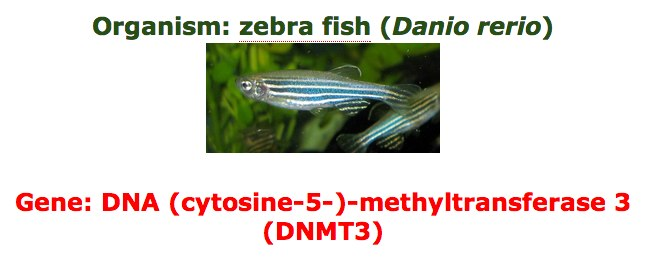 Organism: zebra fish (Danio rerio)
Gene: DNA (cytosine-5-)-methyltransferase 3
(DNMT3)